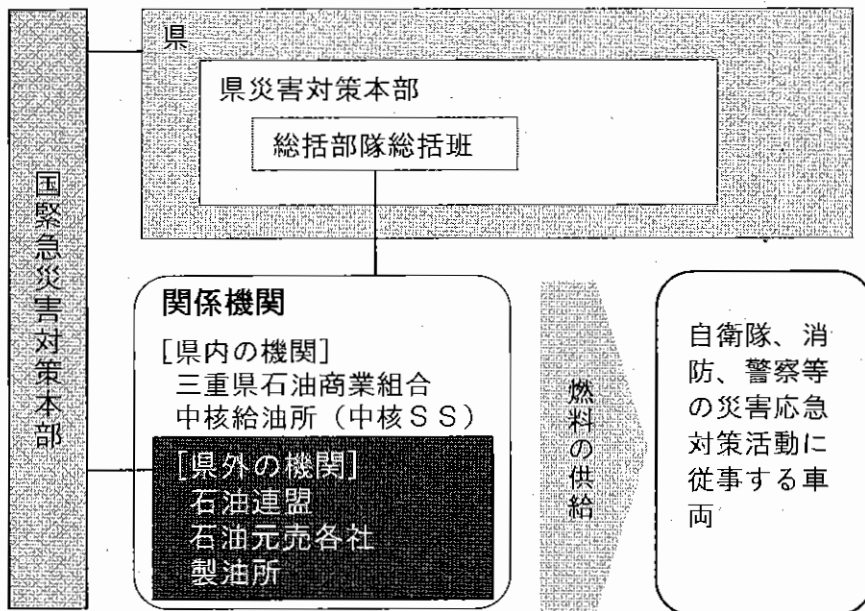 国緊急災害対策本部
県
県災害対策本部
総括部隊総括班
関係機関
[県内の機関]
三重県石油商業組合
中核給油所（中核ＳＳ）
[県外の機関]
石油連盟
石油元売各社
製油所
燃料の供給
自衛隊、消
防、警察等
の災害応急
対策活動に
従事する車
両